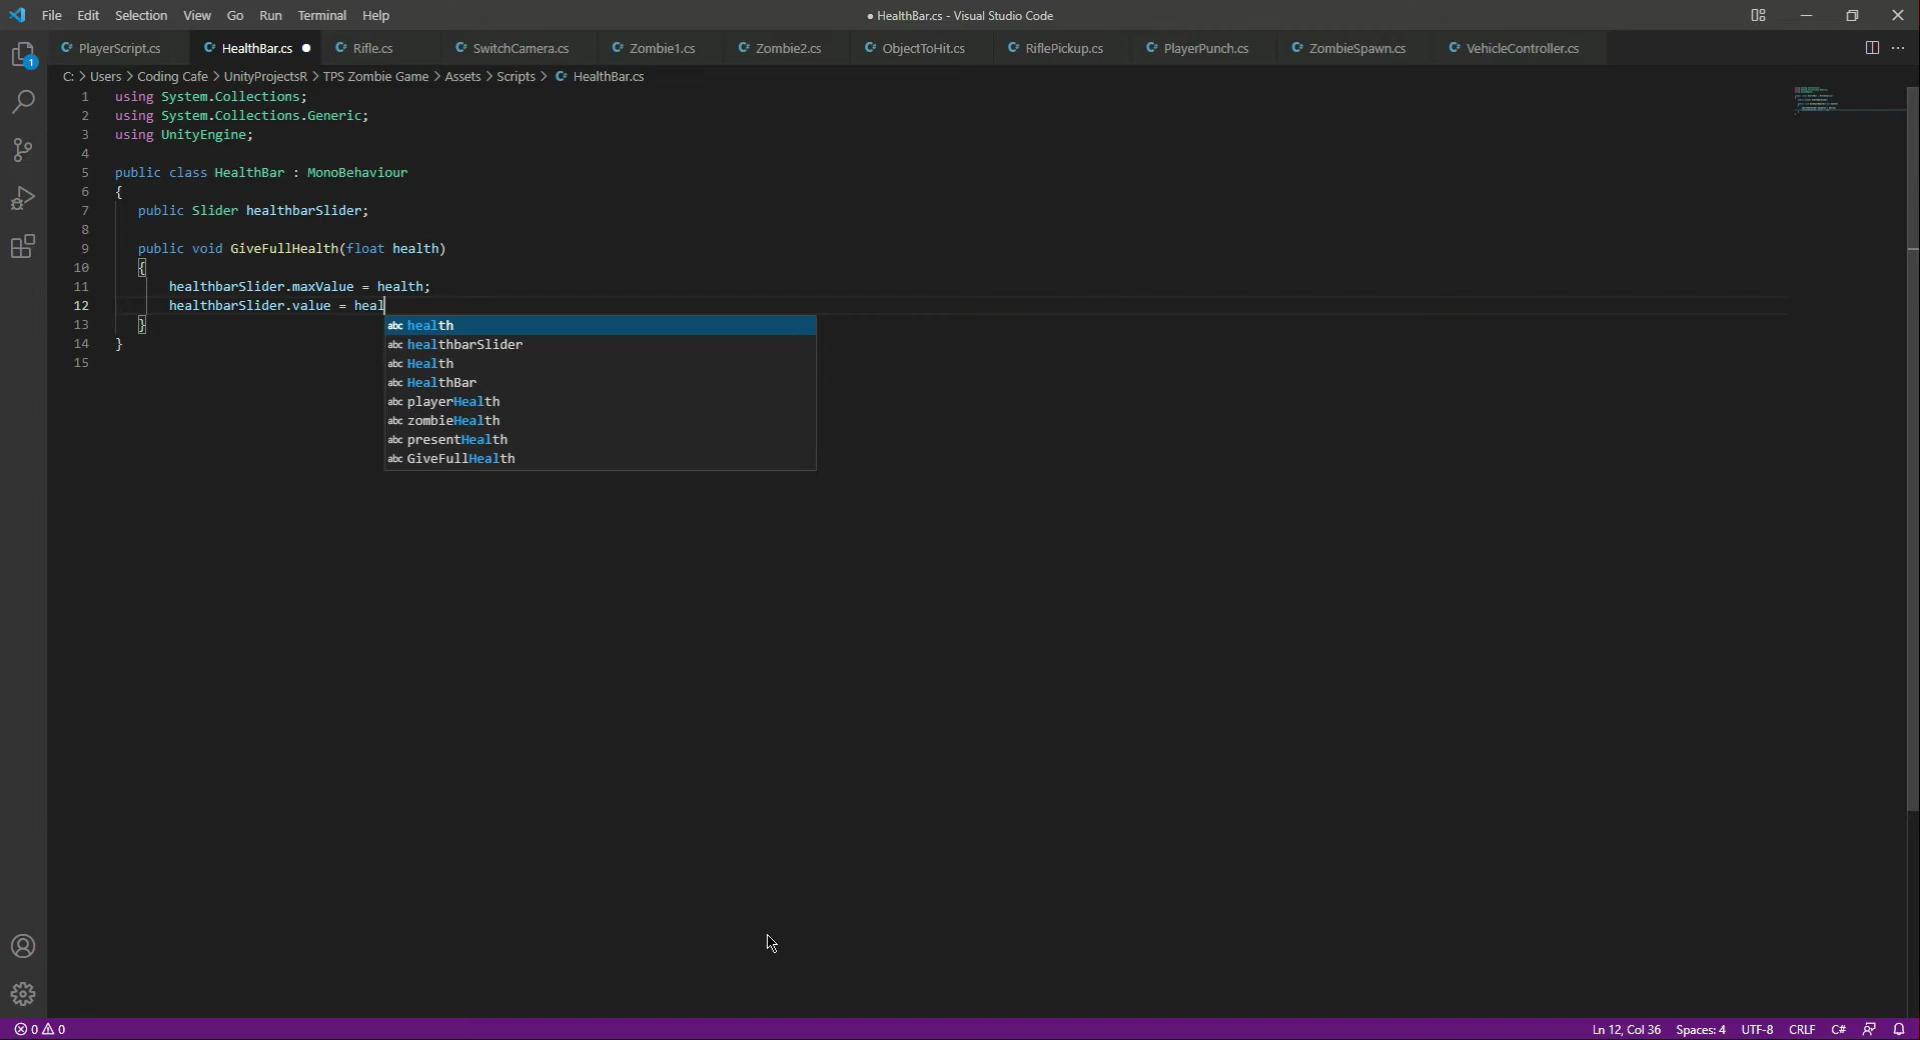 File Edit Selection View Go Run Terminal Help
● HealthBar.cs - Visual Studio Code
PlayerScript.cs HealthBar.cs Rifle.cs SwitchCamera.cs Zombie1.cs Zombie2.cs ObjectToHit.cs RiflePickup.cs PlayerPunch.cs ZombieSpawn.cs VehicleController.cs
C: > Users > Coding Cafe > UnityProjectsR > TPS Zombie Game > Assets > Scripts > HealthBar.cs
1 using System.Collections;
2 using System.Collections.Generic;
3 using UnityEngine;
4
5 public class HealthBar : MonoBehaviour
6 {
7 public Slider healthbarSlider;
8
9 public void GiveFullHealth(float health)
10 {
11 healthbarSlider.maxValue = health;
12 healthbarSlider.value = heal
13 }
14 }
15
abc health
abc healthbarSlider
abc Health
abc HealthBar
abc playerHealth
abc zombieHealth
abc presentHealth
abc GiveFullHealth
1
0 0
Ln 12, Col 36 Spaces: 4 UTF-8 CRLF C#